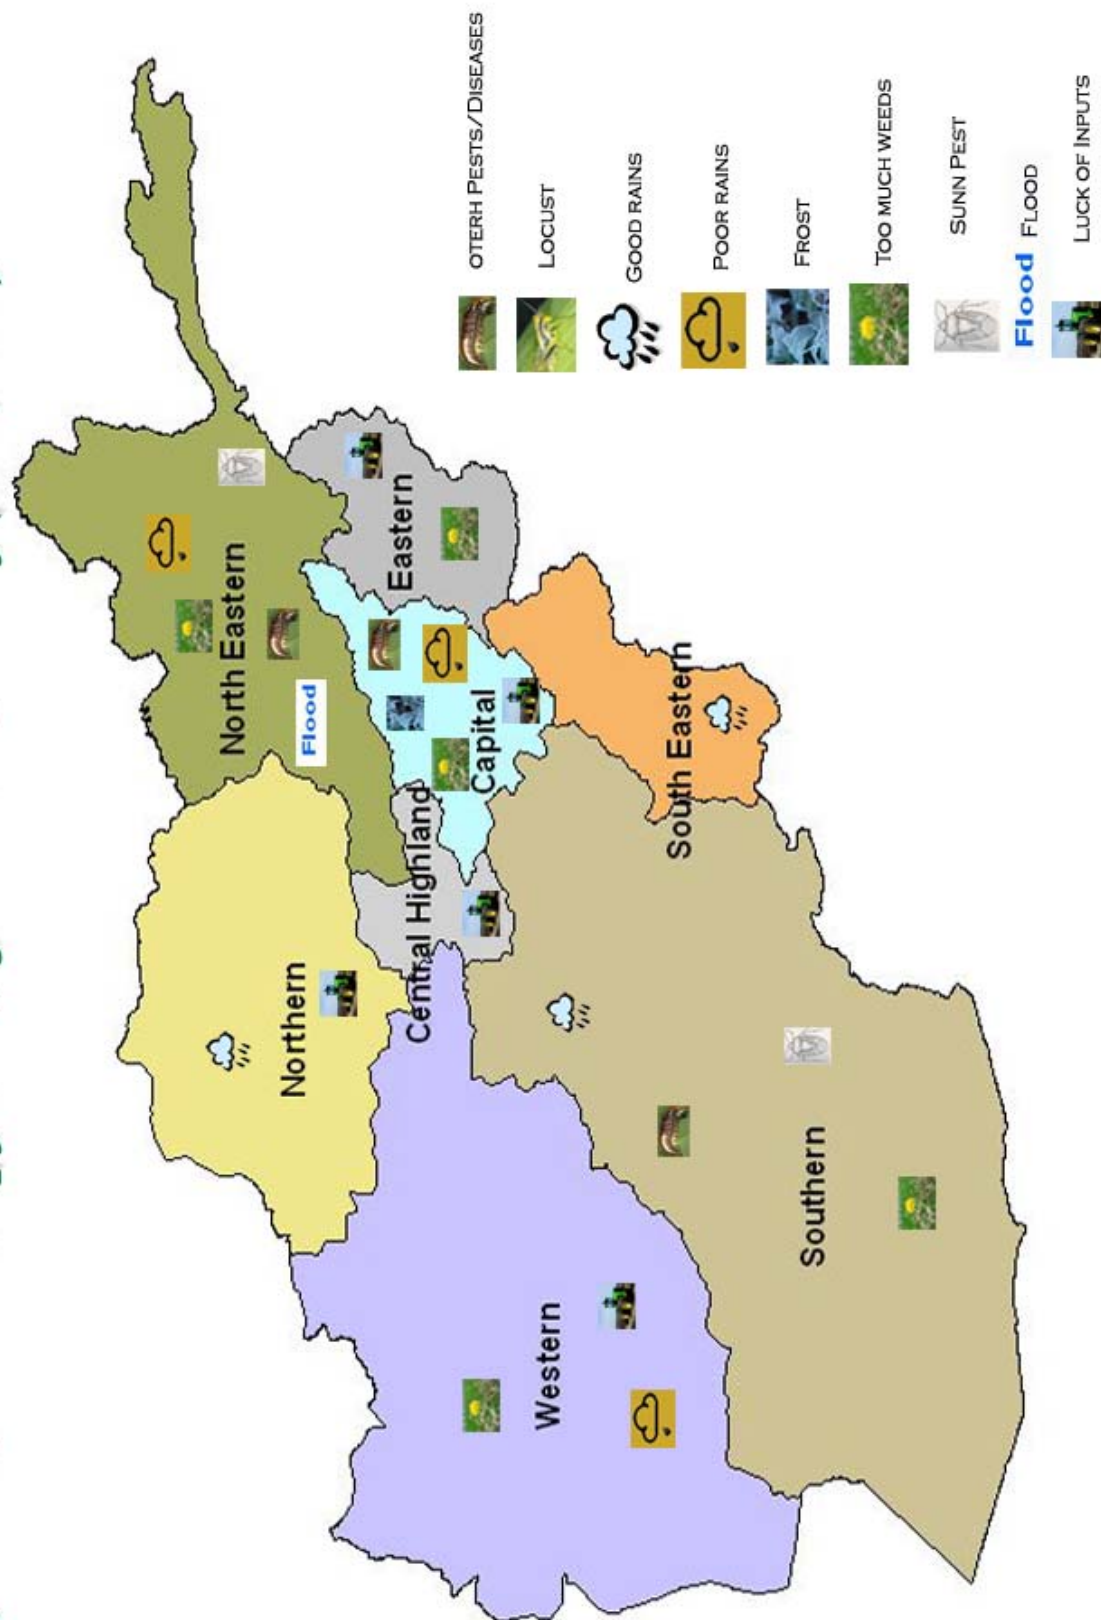 North Eastern
Flood
Northern
Eastern
Capital
Central Highland
South Eastern
Western
Southern
OTERH PESTS/DISEASES
LOCUST
GOOD RAINS
POOR RAINS
FROST
TOO MUCH WEEDS
SUNN PEST
Flood FLOOD
LUCK OF INPUTS